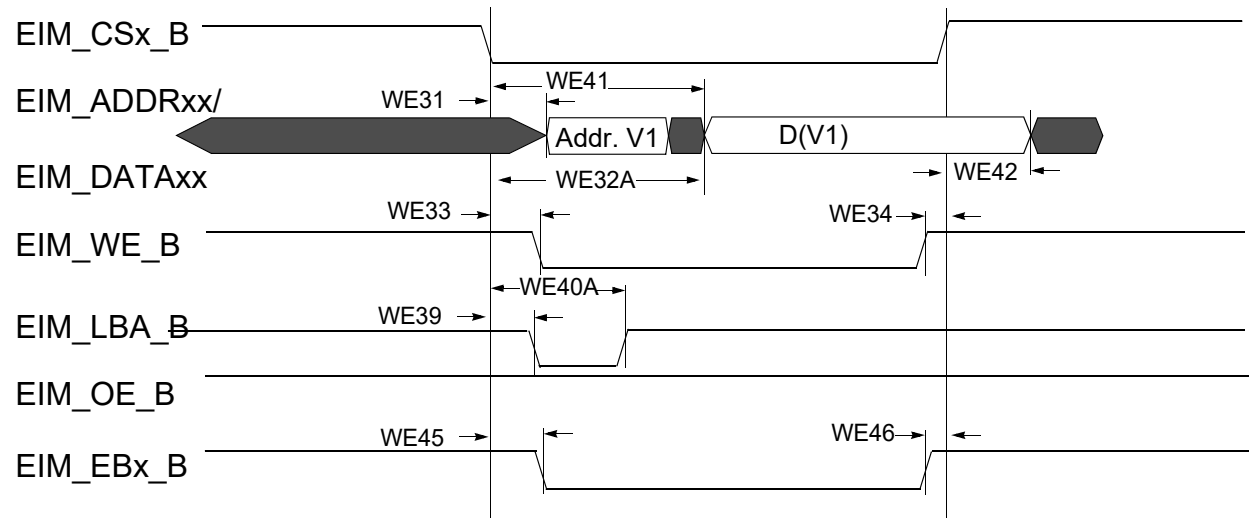 EIM_CSx_B
WE41
EIM_ADDRxx/
WE31
Addr. V1
D(V1)
EIM_DATAxx
WE32A
WE42
WE33
WE34
EIM_WE_B
WE40A
WE39
EIM_LBA_B
EIM_OE_B
WE45
WE46
EIM_EBx_B